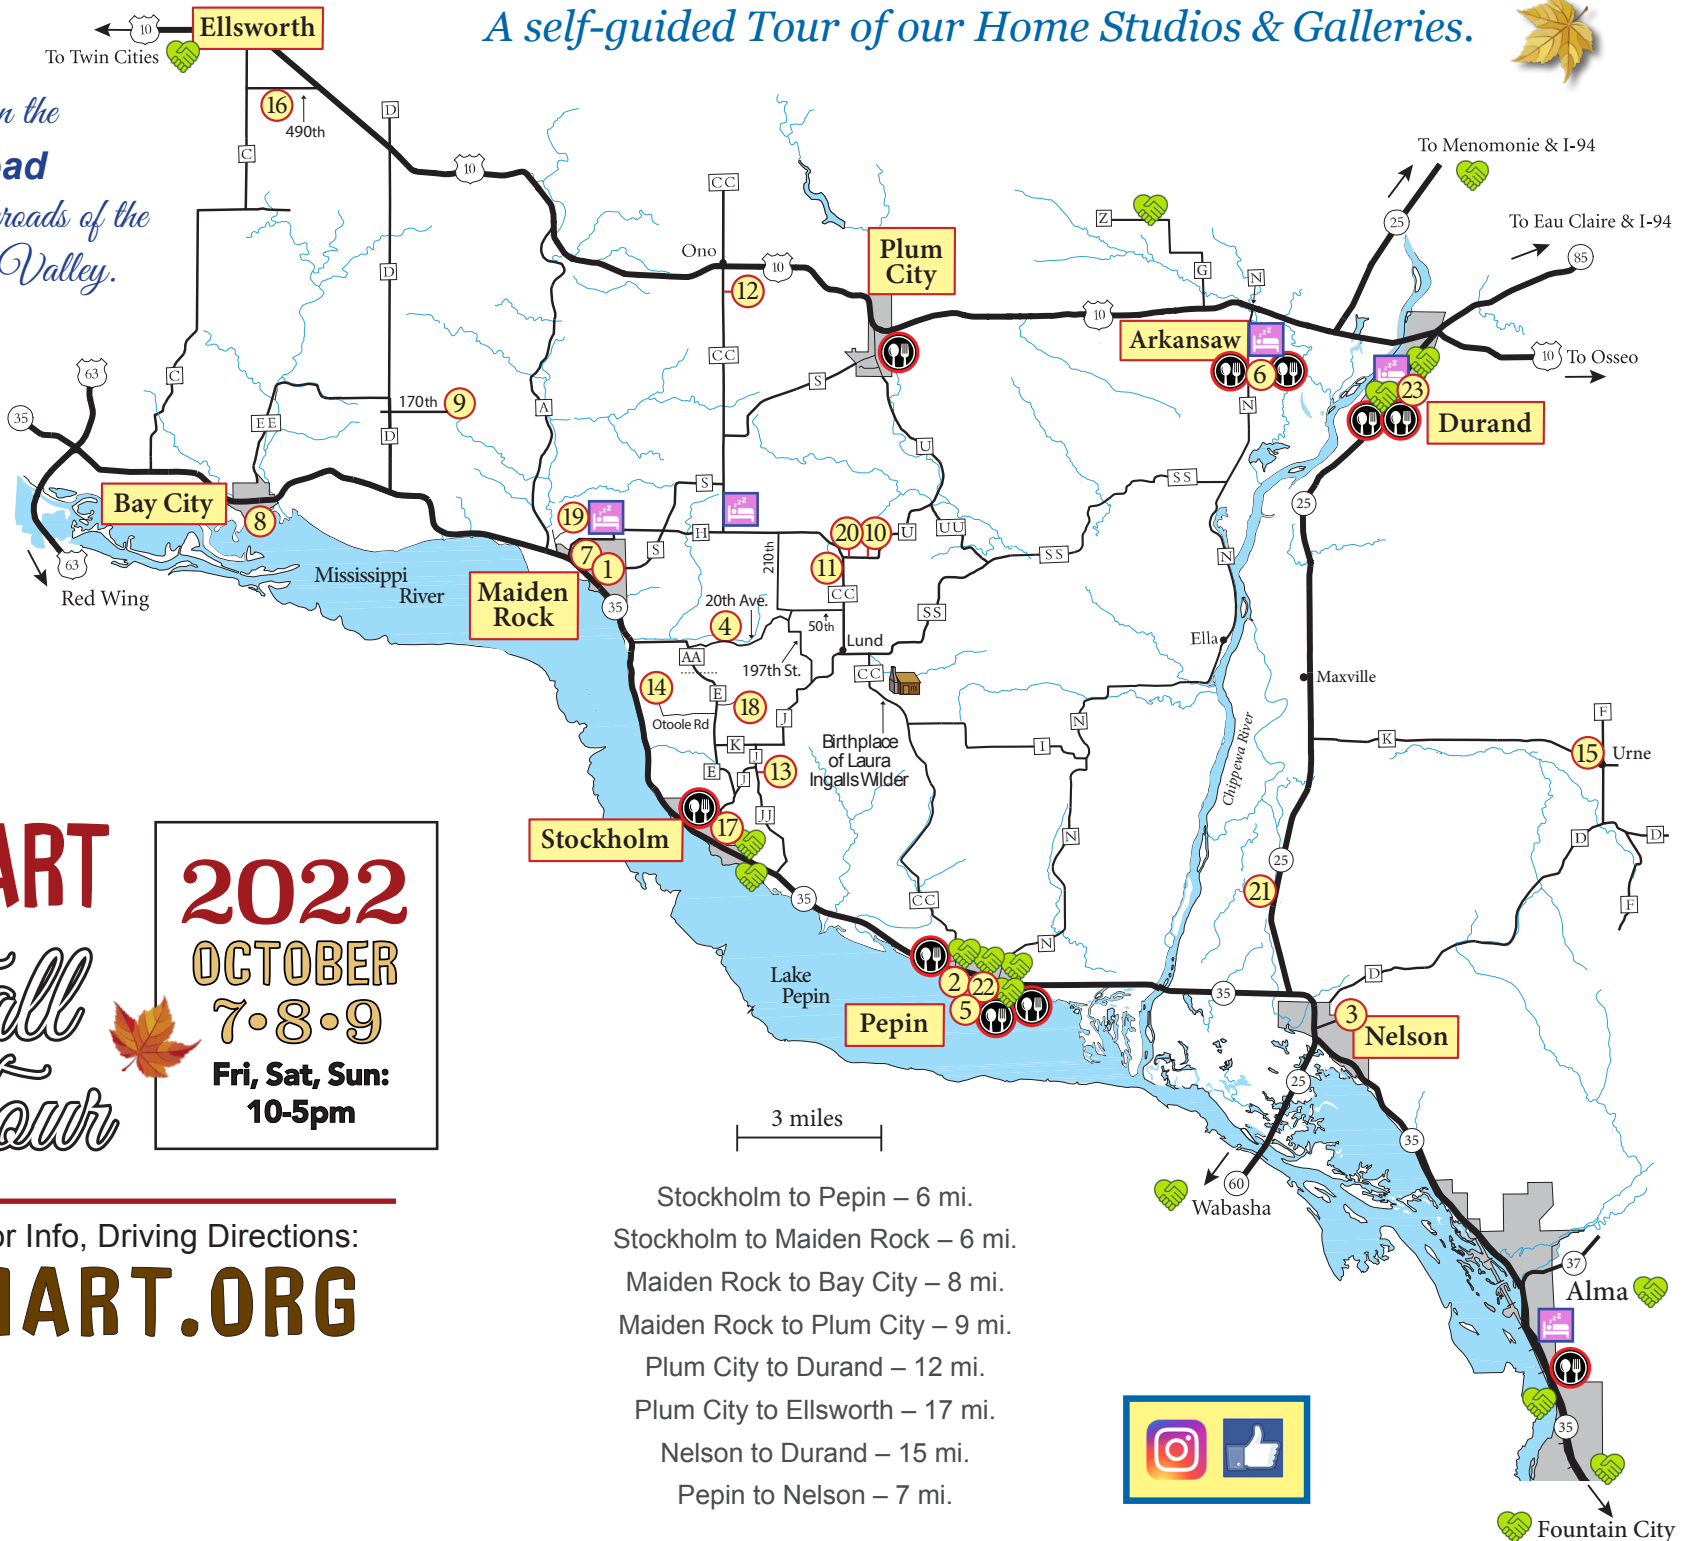 A self-guided Tour of our Home Studios & Galleries.
10
Ellsworth
To Twin Cities
16
490th
D
n the
ad
roads of the
Valley.
C
10
D
C
CC
Ono
10
12
CC
Plum
City
S
Z
G
N
10
Arkansaw
6
N
To Menomonie & I-94
25
To Eau Claire & I-94
85
10
To Osseo
23
Durand
63
35
EE
170th
9
D
A
Bay City
8
63
Red Wing
Mississippi
River
19
7
1
Maiden
Rock
35
S
H
S
210th
20
10
U
U
UU
11
CC
SS
SS
SS
25
N
20th Ave.
4
50th
Lund
197th St.
AA
CC
Ella
Maxville
14
E
18
Otoole Rd
J
K
J
E
J
13
JJ
Birthplace
of Laura
Ingalls Wilder
N
I
N
Chippewa River
K
F
15
Urne
D
D
F
Stockholm
17
35
25
21
CC
N
D
Lake
Pepin
2
22
5
Pepin
35
3
Nelson
25
60
Wabasha
35
37
Alma
35
Fountain City
ART
all
our
2022
OCTOBER
7•8•9
Fri, Sat, Sun:
10-5pm
or Info, Driving Directions:
ART.ORG
3 miles
Stockholm to Pepin – 6 mi.
Stockholm to Maiden Rock – 6 mi.
Maiden Rock to Bay City – 8 mi.
Maiden Rock to Plum City – 9 mi.
Plum City to Durand – 12 mi.
Plum City to Ellsworth – 17 mi.
Nelson to Durand – 15 mi.
Pepin to Nelson – 7 mi.